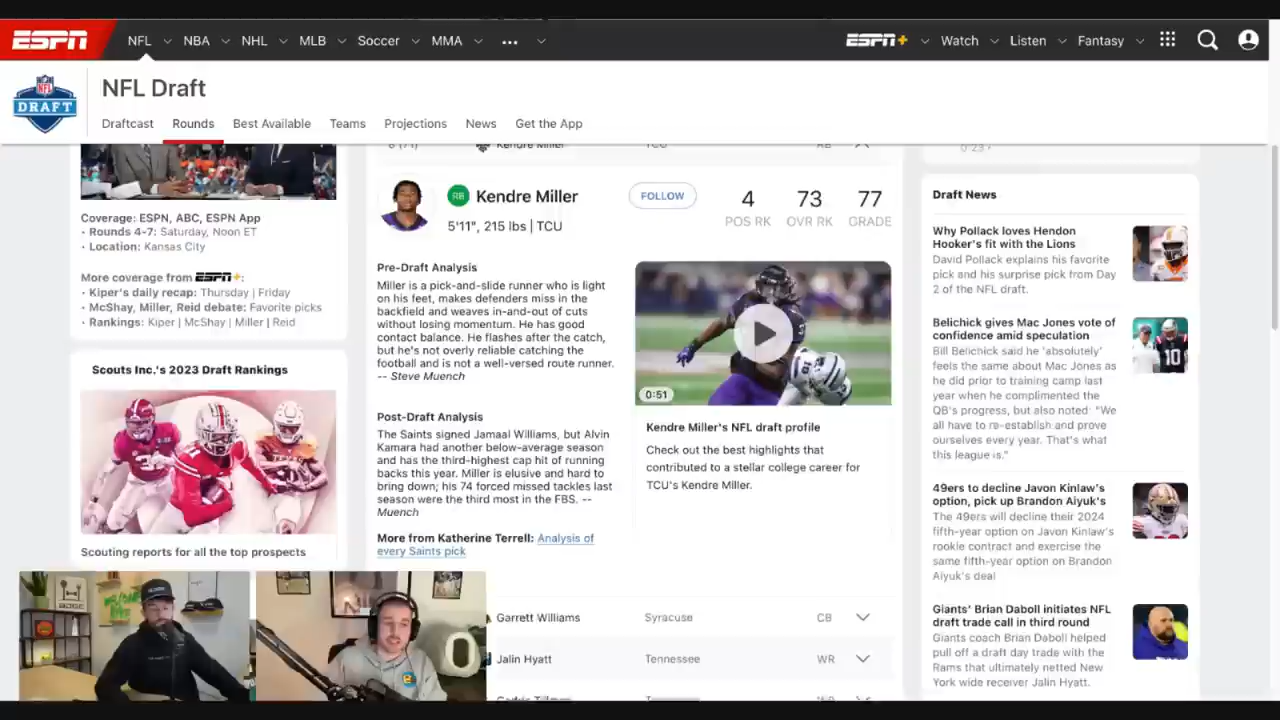 ESPN NFL NBA NHL MLB Soccer MMA ... ESPN+ Watch Listen Fantasy
NFL
DRAFT
NFL Draft
Draftcast Rounds Best Available Teams Projections News Get the App
Coverage: ESPN, ABC, ESPN App
• Rounds 4-7: Saturday, Noon ET
• Location: Kansas City
More coverage from ESPN+:
• Kiper's daily recap: Thursday | Friday
• McShay, Miller, Reid debate: Favorite picks
• Rankings: Kiper | McShay | Miller | Reid
Scouts Inc.'s 2023 Draft Rankings
Scouting reports for all the top prospects
8 (71) Kendre Miller TCU RB
RB Kendre Miller
5'11", 215 lbs | TCU
FOLLOW
4 73 77
POS RK OVR RK GRADE
Pre-Draft Analysis
Miller is a pick-and-slide runner who is light
on his feet, makes defenders miss in the
backfield and weaves in-and-out of cuts
without losing momentum. He has good
contact balance. He flashes after the catch,
but he's not overly reliable catching the
football and is not a well-versed route runner.
-- Steve Muench
Post-Draft Analysis
The Saints signed Jamaal Williams, but Alvin
Kamara had another below-average season
and has the third-highest cap hit of running
backs this year. Miller is elusive and hard to
bring down; his 74 forced missed tackles last
season were the third most in the FBS. --
Muench
More from Katherine Terrell: Analysis of
every Saints pick
0:51
Kendre Miller's NFL draft profile
Check out the best highlights that
contributed to a stellar college career for
TCU's Kendre Miller.
Garrett Williams Syracuse CB
Jalin Hyatt Tennessee WR
0:23
Draft News
Why Pollack loves Hendon
Hooker's fit with the Lions
David Pollack explains his favorite
pick and his surprise pick from Day
2 of the NFL draft.
Belichick gives Mac Jones vote of
confidence amid speculation
Bill Belichick said he 'absolutely'
feels the same about Mac Jones as
he did prior to training camp last
year when he complimented the
QB's progress, but also noted: "We
all have to re-establish and prove
ourselves every year. That's what
this league is."
10
49ers to decline Javon Kinlaw's
option, pick up Brandon Aiyuk's
The 49ers will decline their 2024
fifth-year option on Javon Kinlaw's
rookie contract and exercise the
same fifth-year option on Brandon
Aiyuk's deal
Giants' Brian Daboll initiates NFL
draft trade call in third round
Giants coach Brian Daboll helped
pull off a draft day trade with the
Rams that ultimately netted New
York wide receiver Jalin Hyatt.